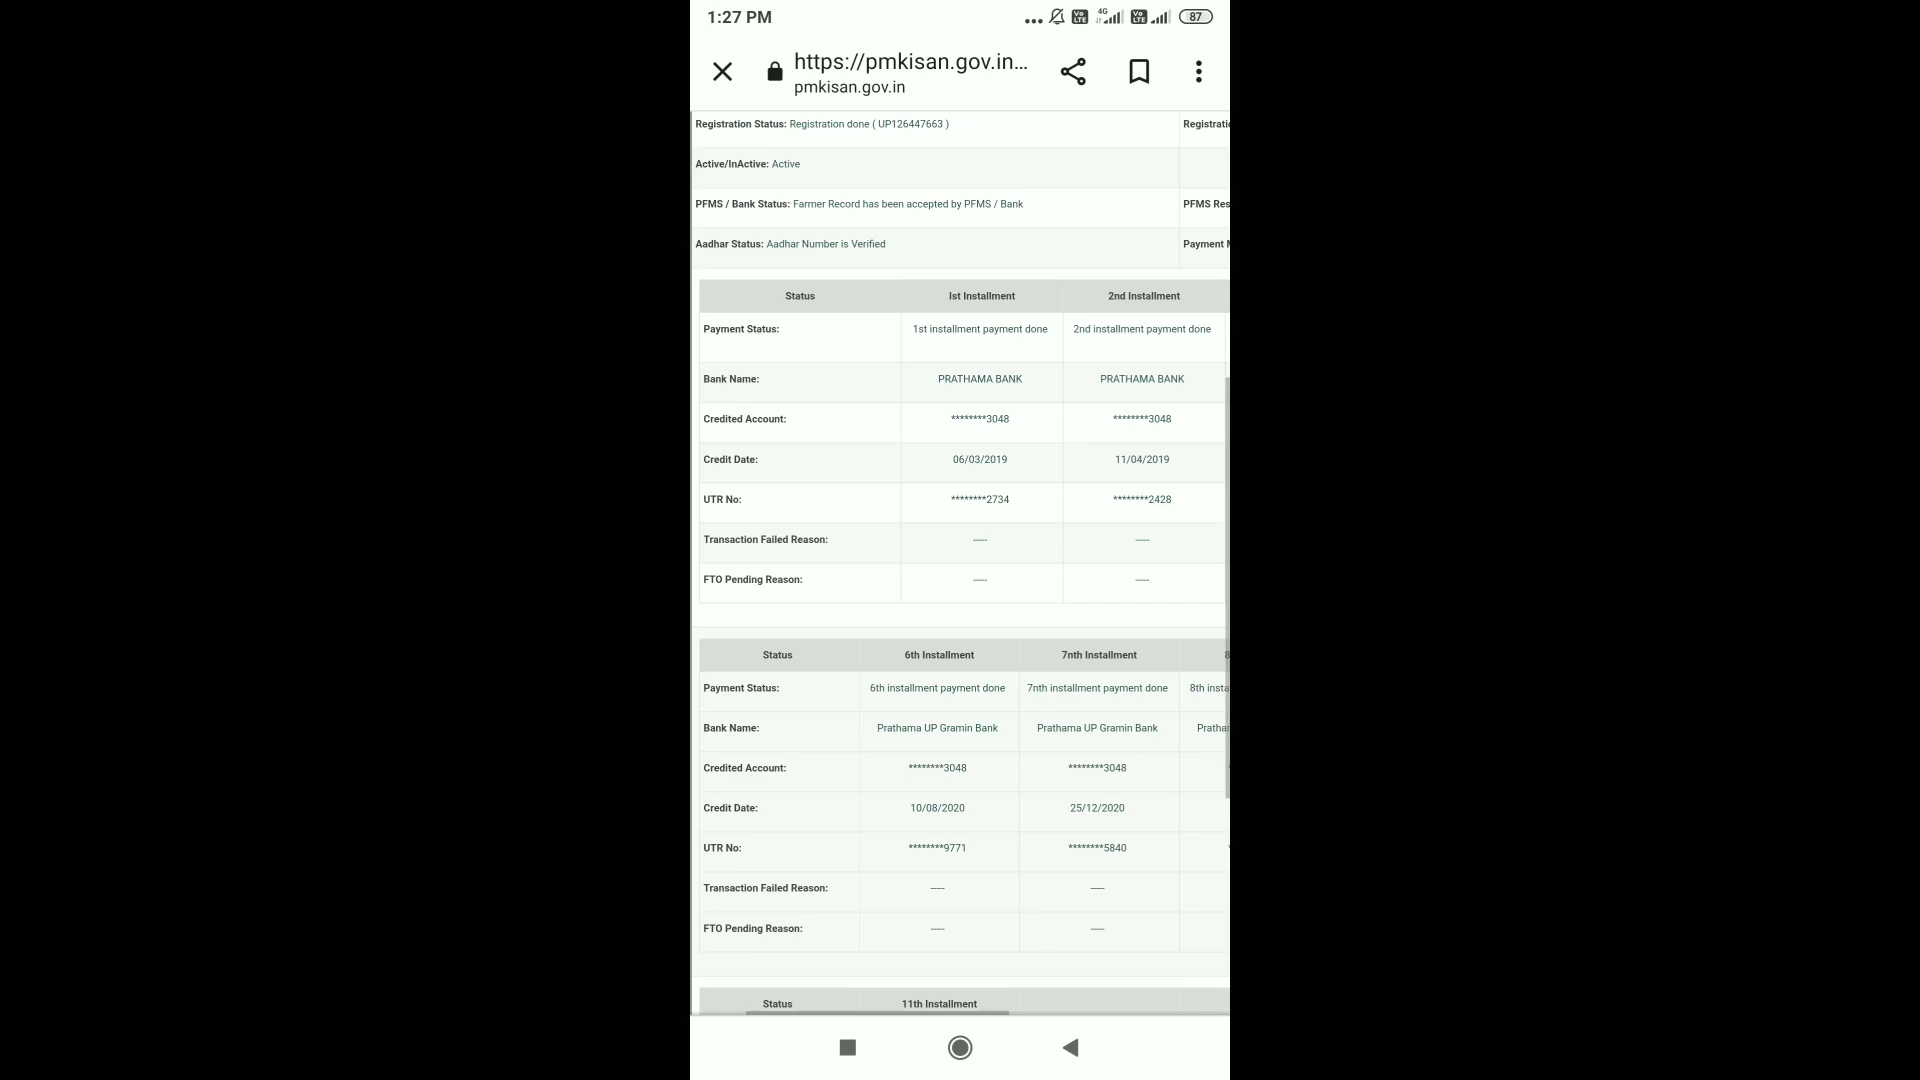 1:27 PM
4G
87
https://pmkisan.gov.in...
pmkisan.gov.in
Registration Status: Registration done ( UP126447663 ) Registrati
Active/InActive: Active
PFMS / Bank Status: Farmer Record has been accepted by PFMS / Bank PFMS Res
Aadhar Status: Aadhar Number is Verified Payment
Status Ist Installment 2nd Installment
Payment Status: 1st installment payment done 2nd installment payment done
Bank Name: PRATHAMA BANK PRATHAMA BANK
Credited Account: ********3048 ********3048
Credit Date: 06/03/2019 11/04/2019
UTR No: ********2734 ********2428
Transaction Failed Reason: ----- -----
FTO Pending Reason: ----- -----
Status 6th Installment 7nth Installment 8
Payment Status: 6th installment payment done 7nth installment payment done 8th insta
Bank Name: Prathama UP Gramin Bank Prathama UP Gramin Bank Pratha
Credited Account: ********3048 ********3048
Credit Date: 10/08/2020 25/12/2020
UTR No: ********9771 ********5840
Transaction Failed Reason: ----- -----
FTO Pending Reason: ----- -----
Status 11th Installment